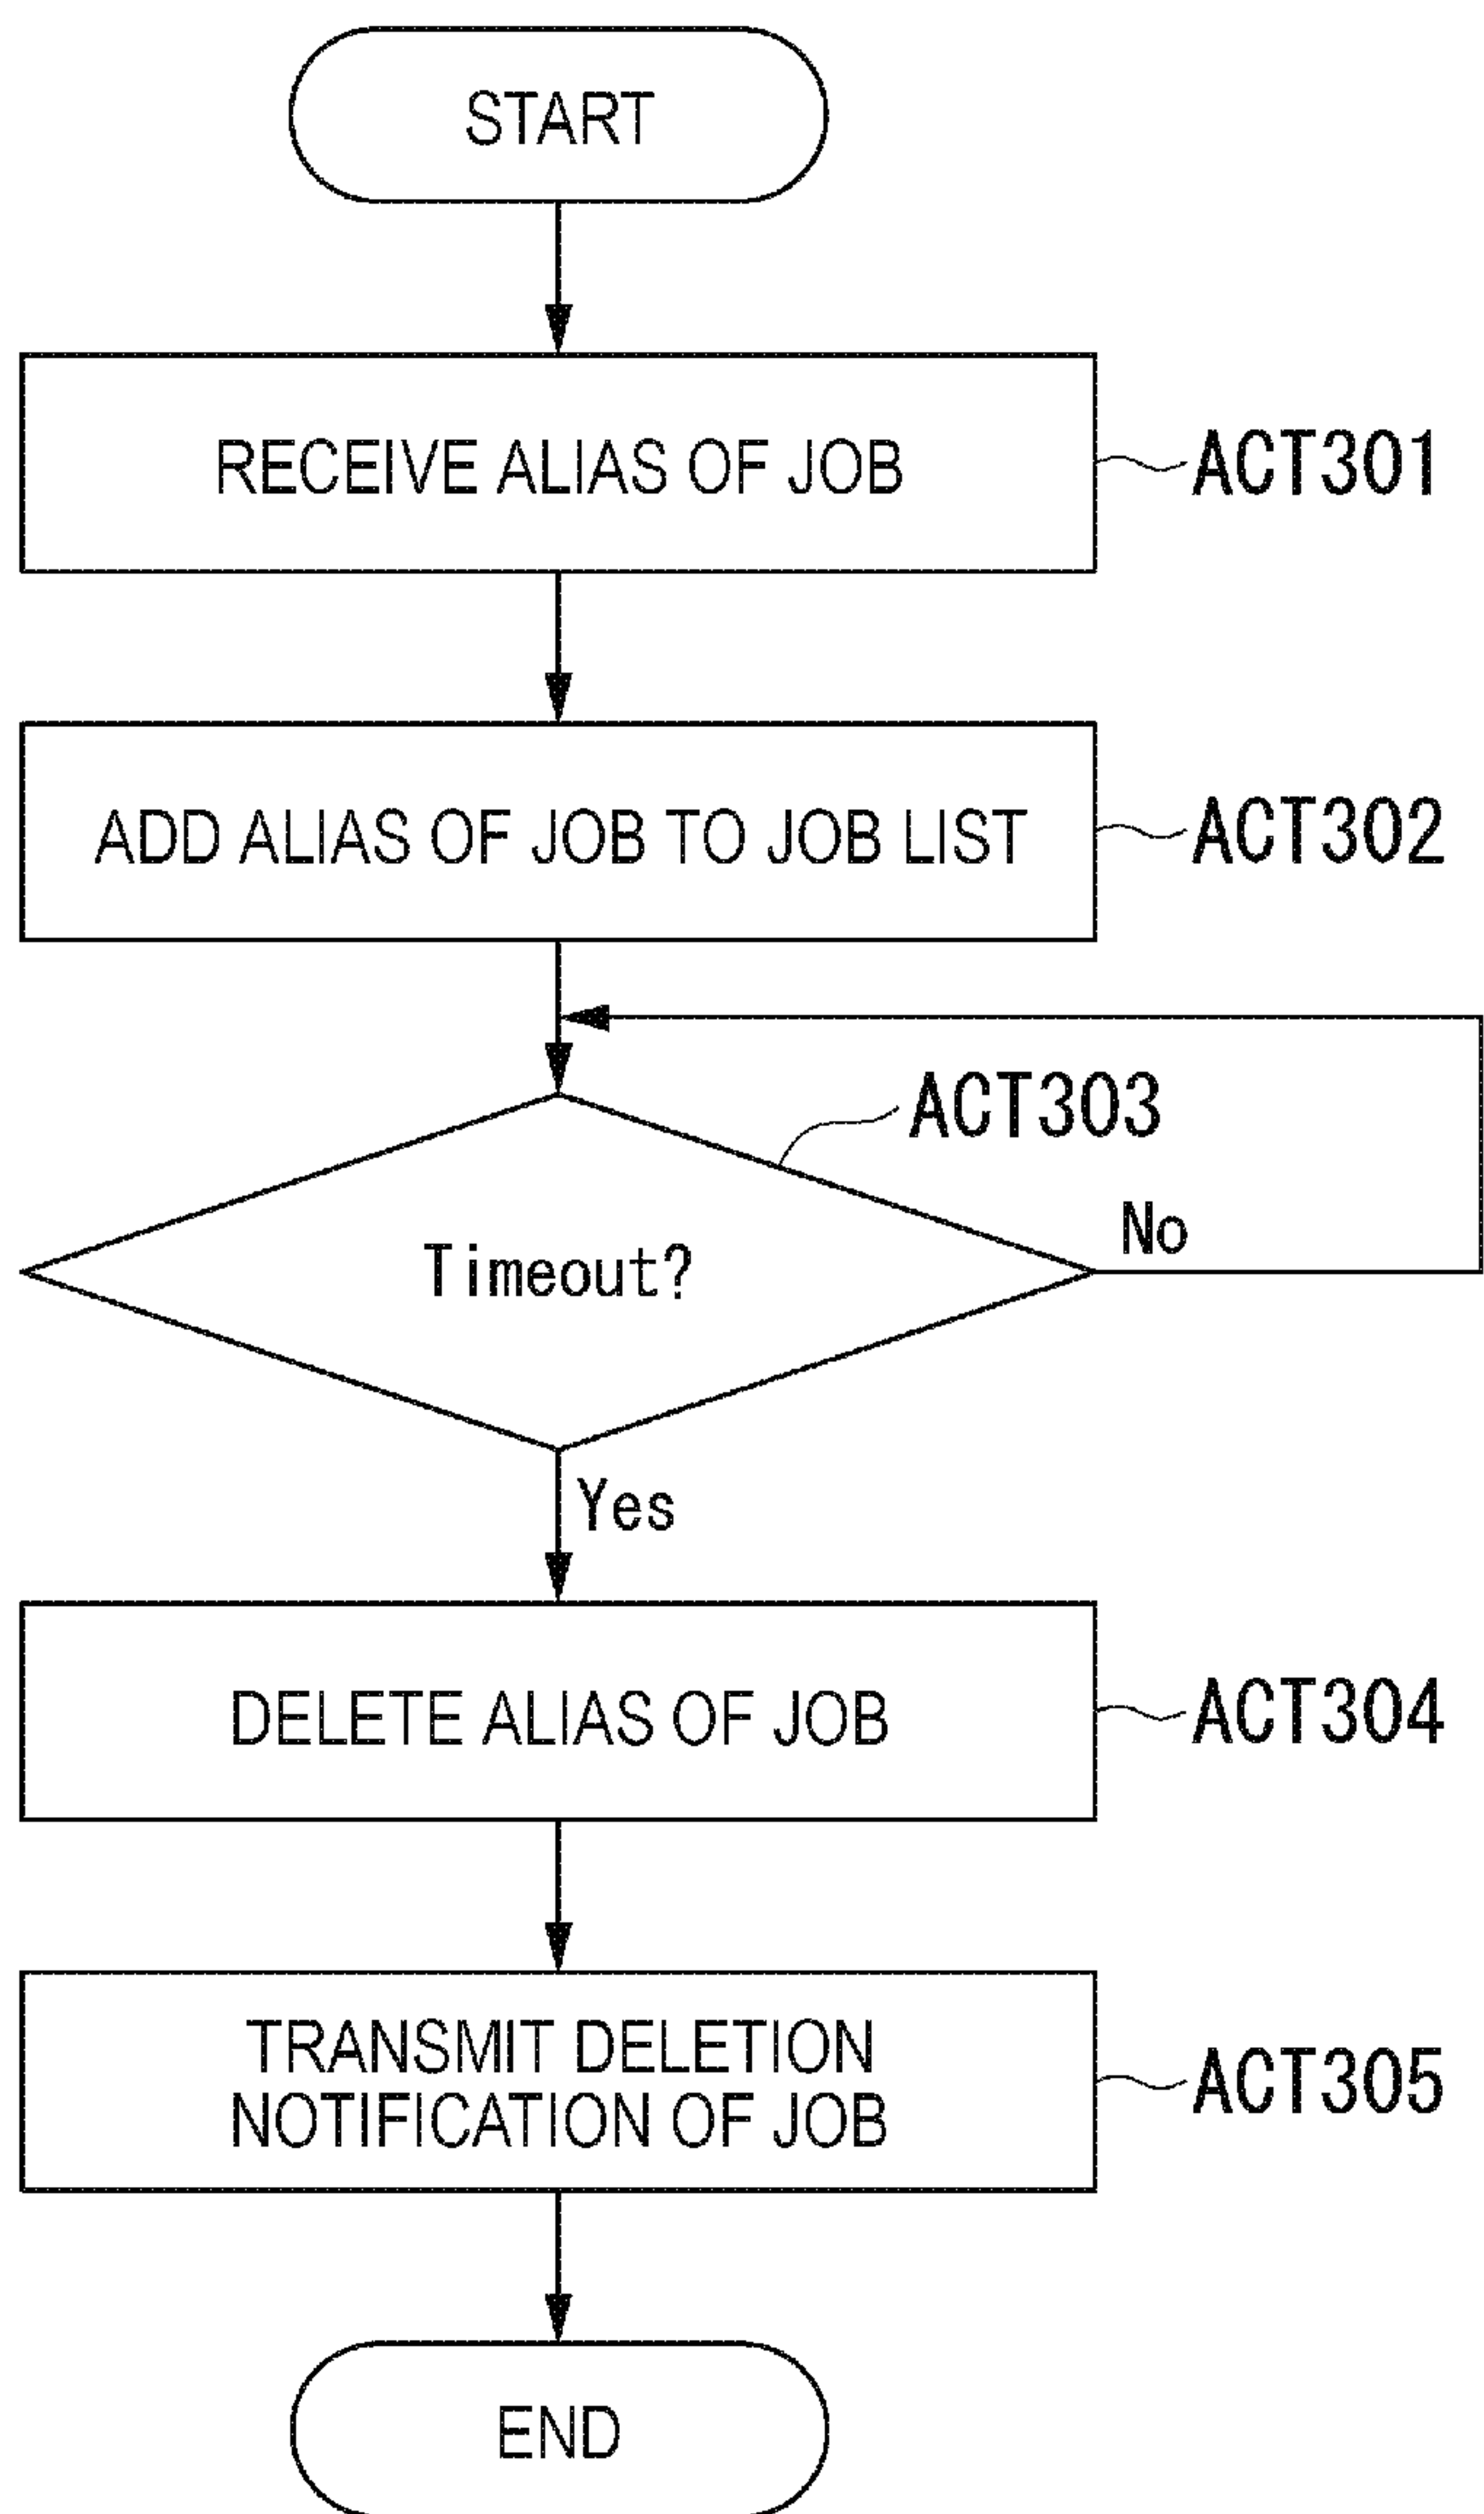 START
RECEIVE ALIAS OF JOB
ACT301
ADD ALIAS OF JOB TO JOB LIST
ACT302
ACT303
No
Timeout?
Yes
DELETE ALIAS OF JOB
ACT304
TRANSMIT DELETION
NOTIFICATION OF JOB
ACT305
END